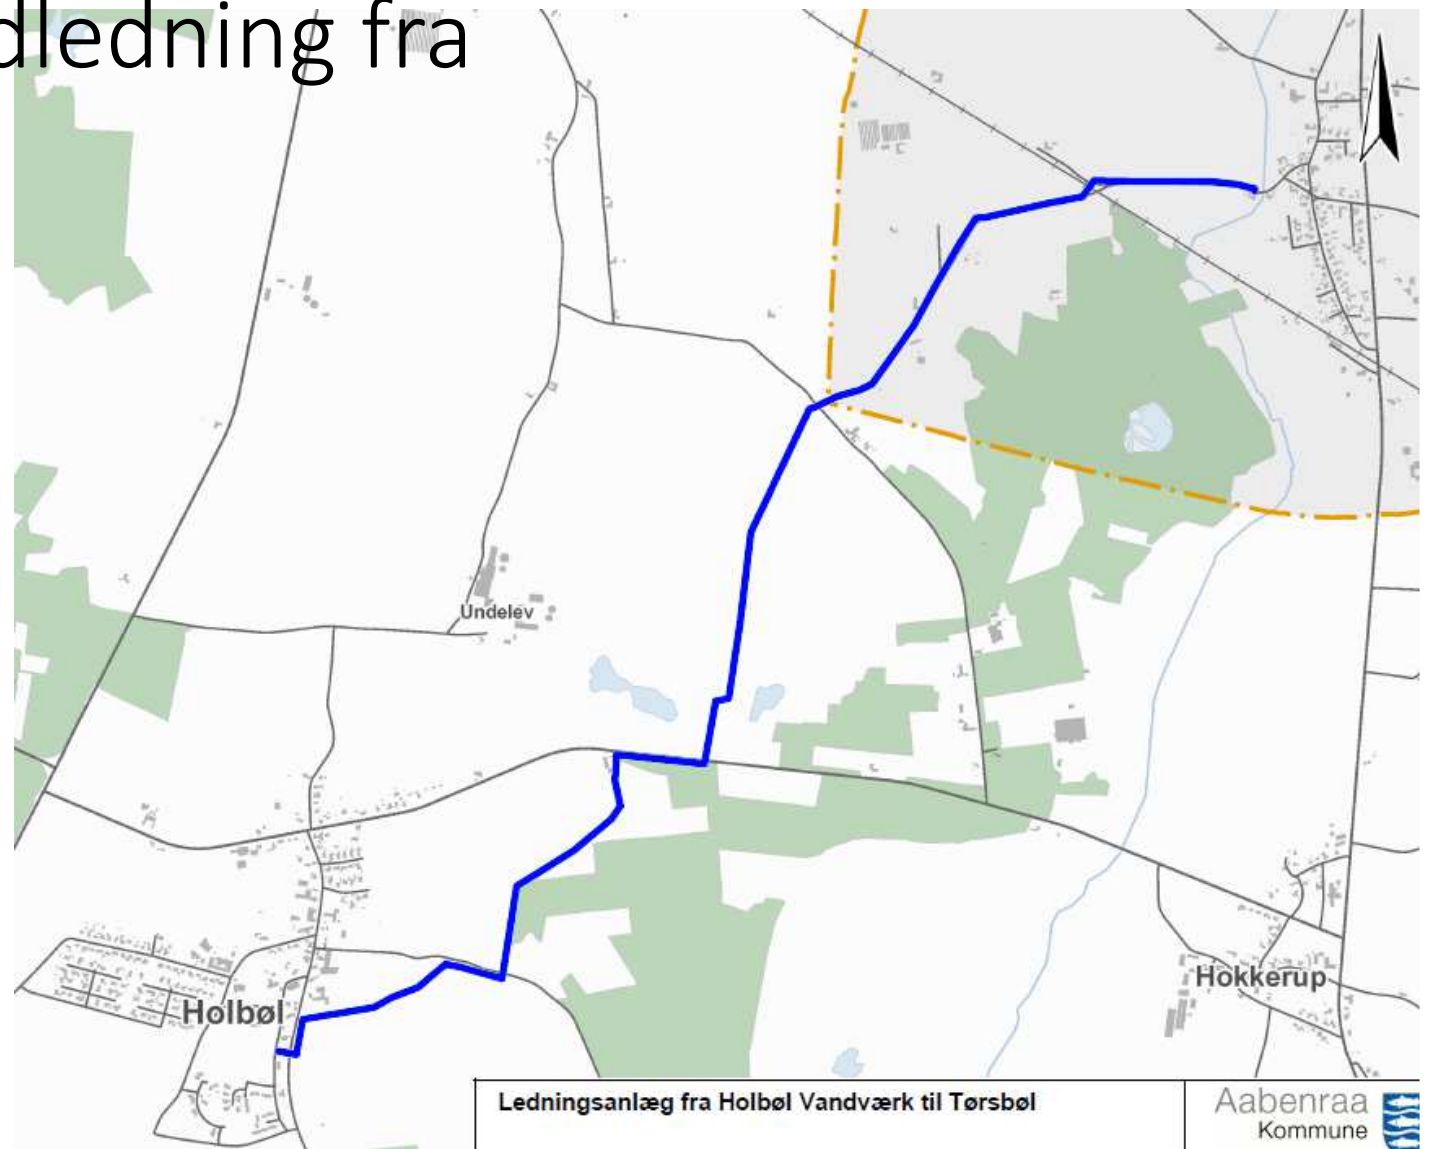 dledning fra
Undelev
Holbøl
Hokkerup
Ledningsanlæg fra Holbøl Vandværk til Tørsbøl
Aabenraa
Kommune